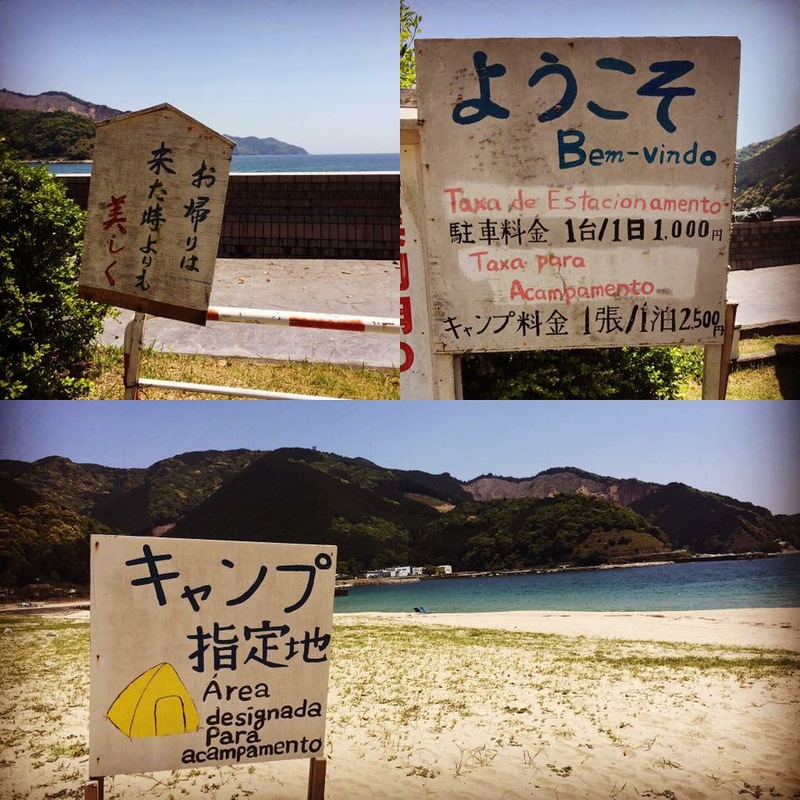 お帰りは
来た時よりも
美しく
ようこそ
Bem-vindo
Taxa de Estacionamento
駐車料金 1台/1日 1,000円
Taxa para
Acampamento
キャンプ料金 1張/1泊 2,500円
キャンプ
指定地
Área
designada
Para
acampamento